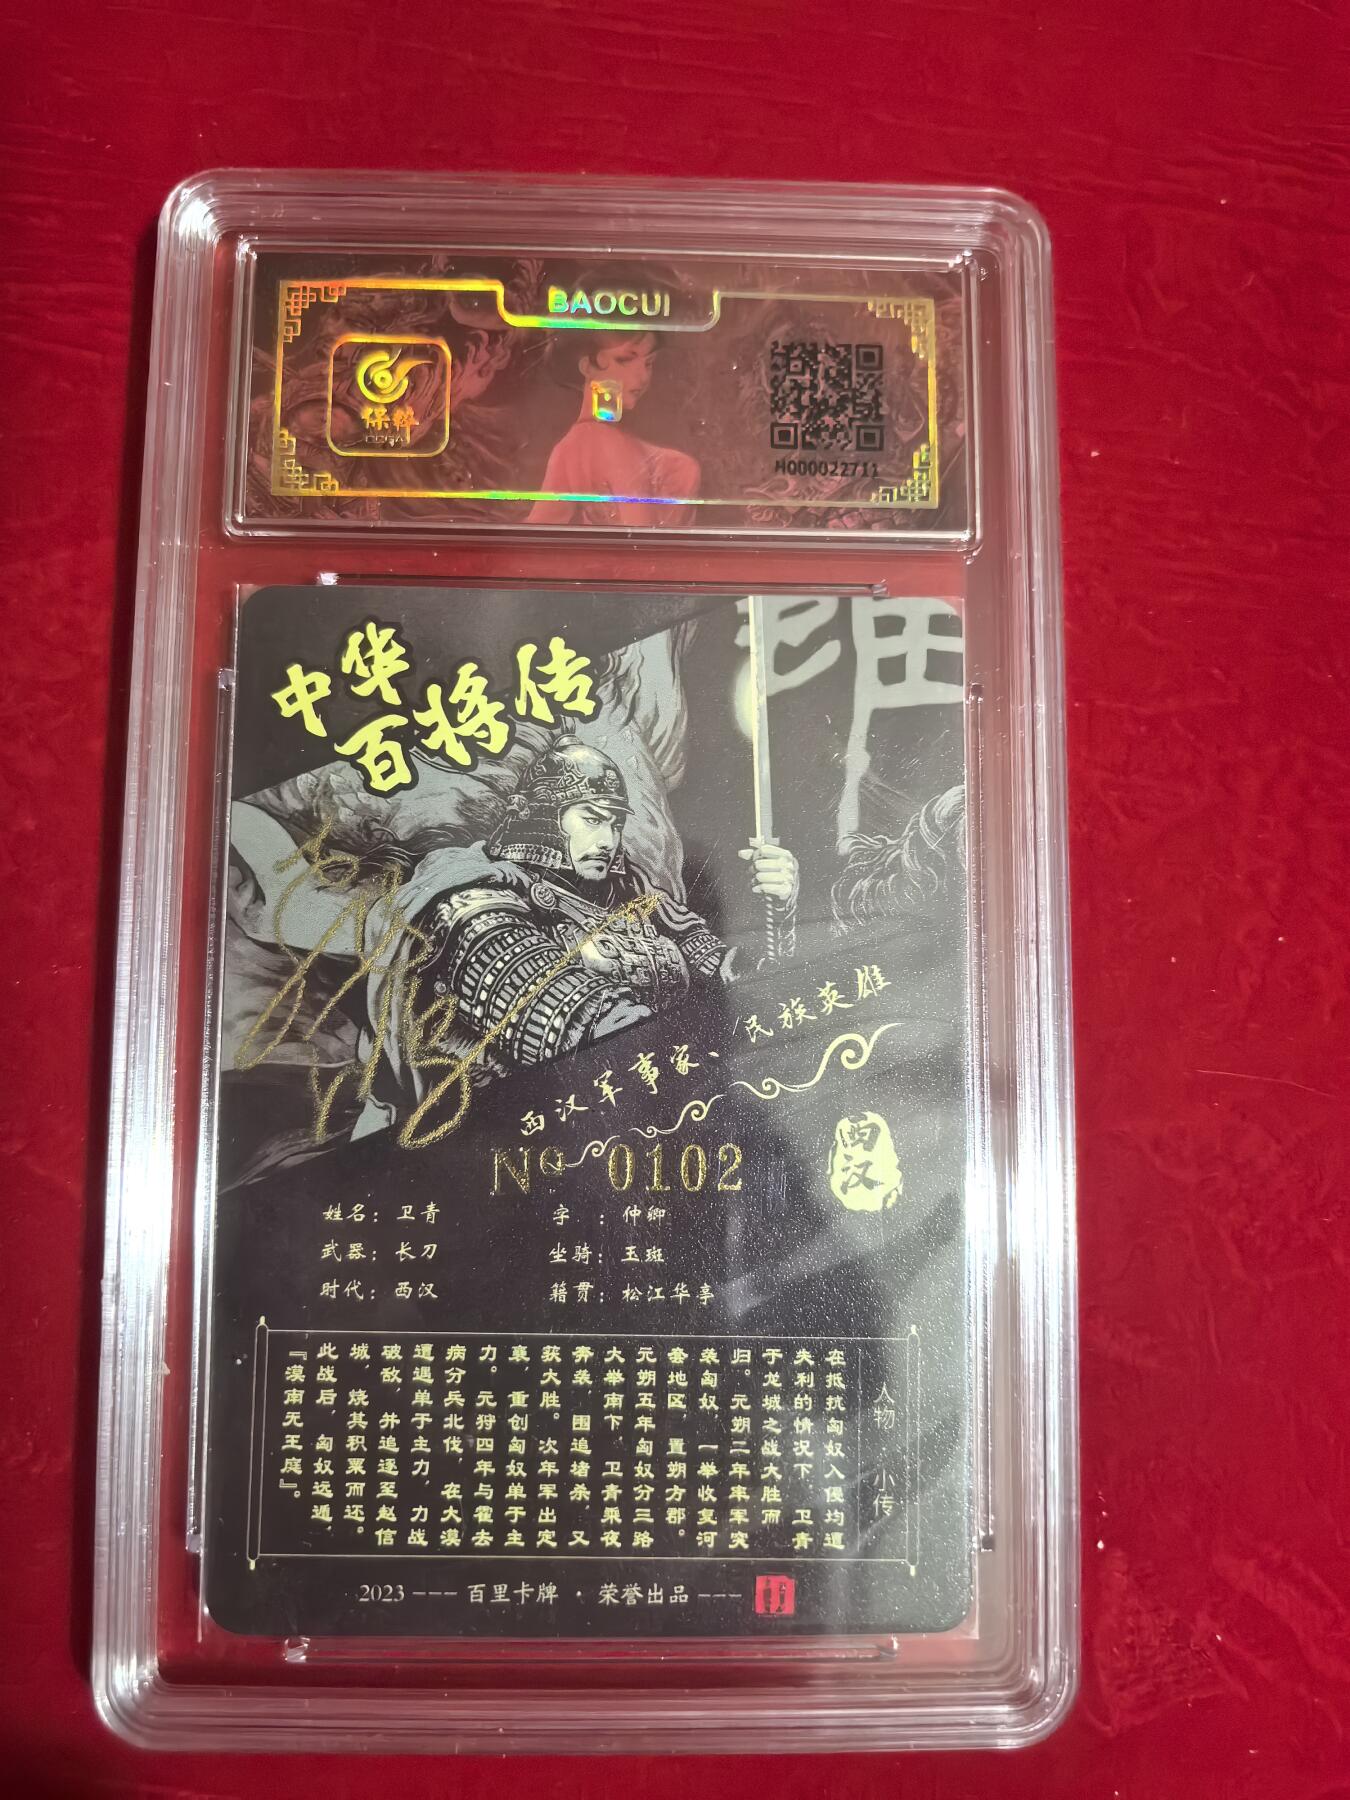 BAOCUI
保粹
CCGA
H000022711
中华
百将传
西汉军事家、民族英雄
西汉
№ 0102
姓名：卫青 字：仲卿
武器：长刀 坐骑：玉斑
时代：西汉 籍贯：松江华亭
人物 小传
在抵抗匈奴入侵均遭
失利的情况下，卫青
于龙城之战大胜而
归。元朔二年率军突
袭匈奴，一举收复河
套地区，置朔方郡。
元朔五年匈奴分三路
大举南下，卫青乘夜
奔袭，围追堵杀，又
获大胜。次年军出定
襄，重创匈奴单于主
力。元狩四年与霍去
病分兵北伐，在大漠
遭遇单于主力，力战
破敌，并追逐至赵信
城，烧其积粟而还。
此战后，匈奴远遁，
『漠南无王庭』。
2023 --- 百里卡牌 · 荣誉出品 ---